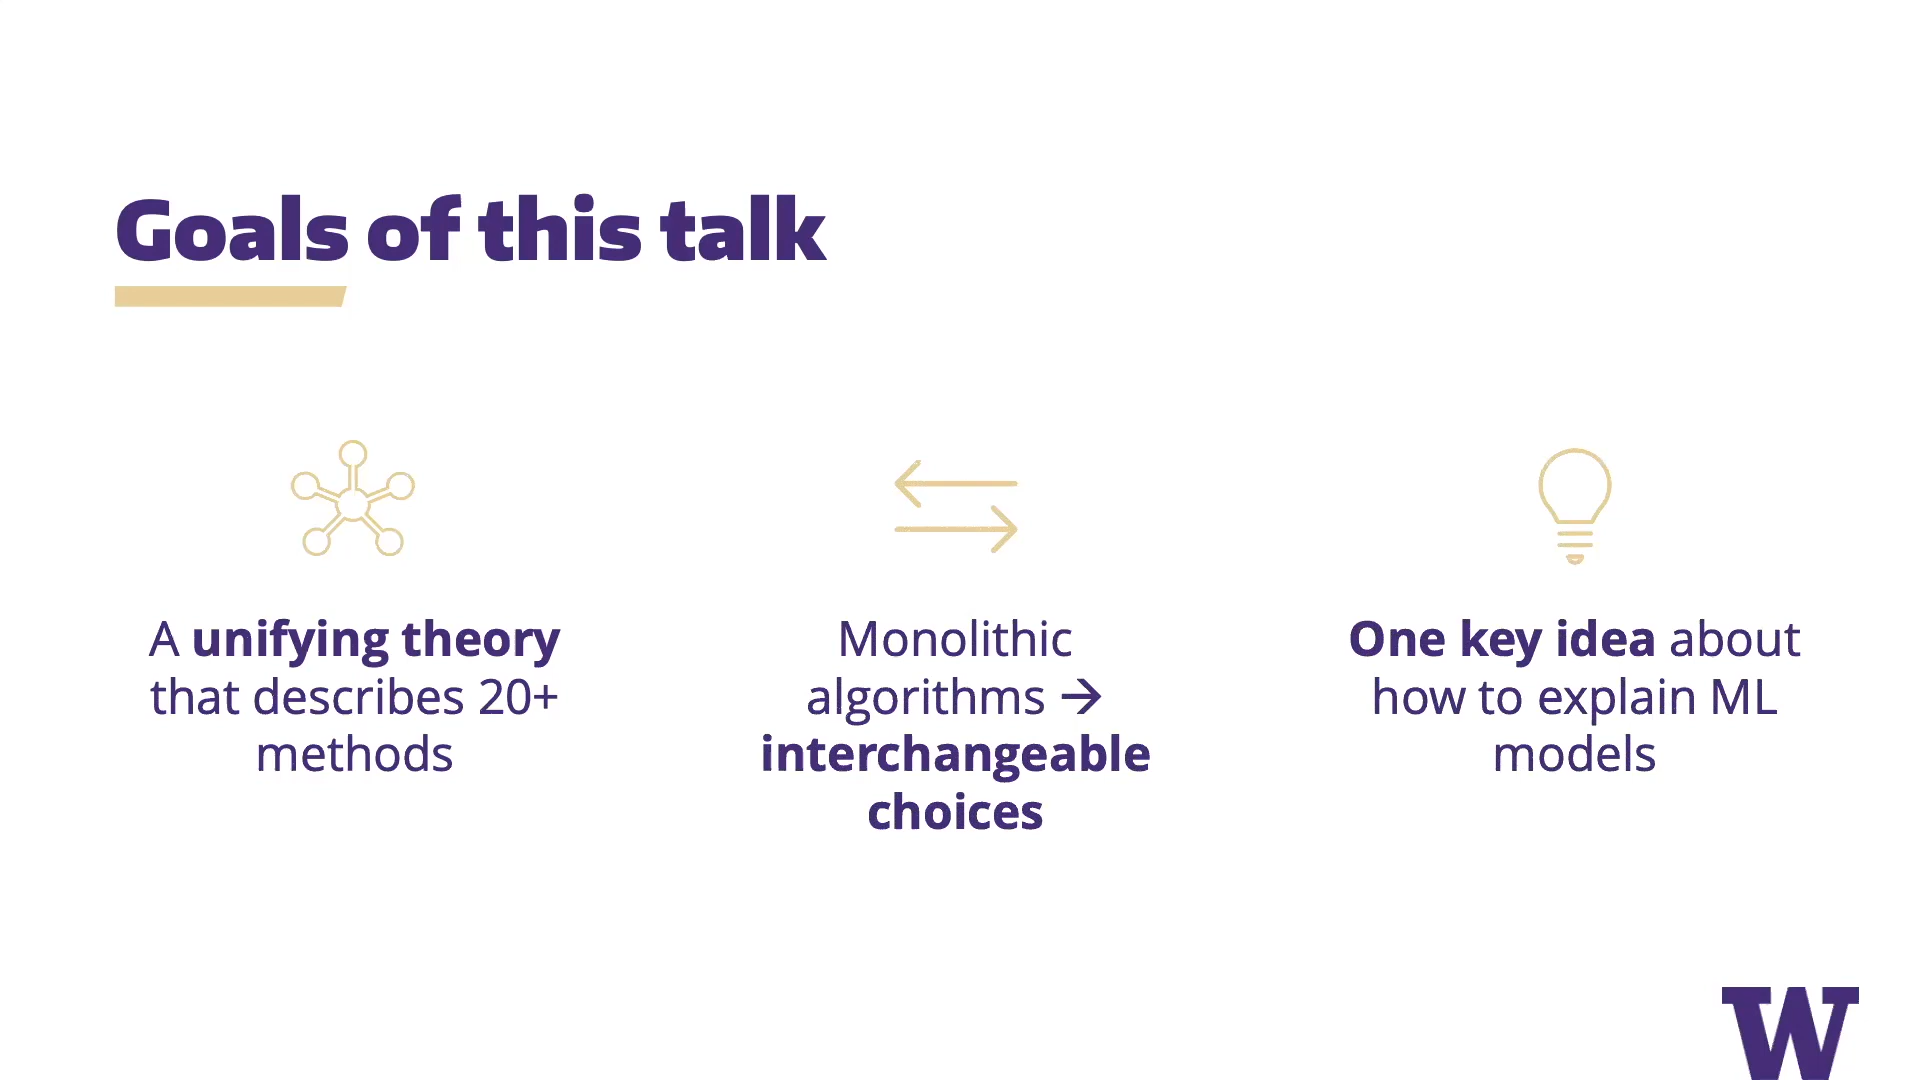 Goals of this talk
A unifying theory
that describes 20+
methods
Monolithic
algorithms →
interchangeable
choices
One key idea about
how to explain ML
models
W